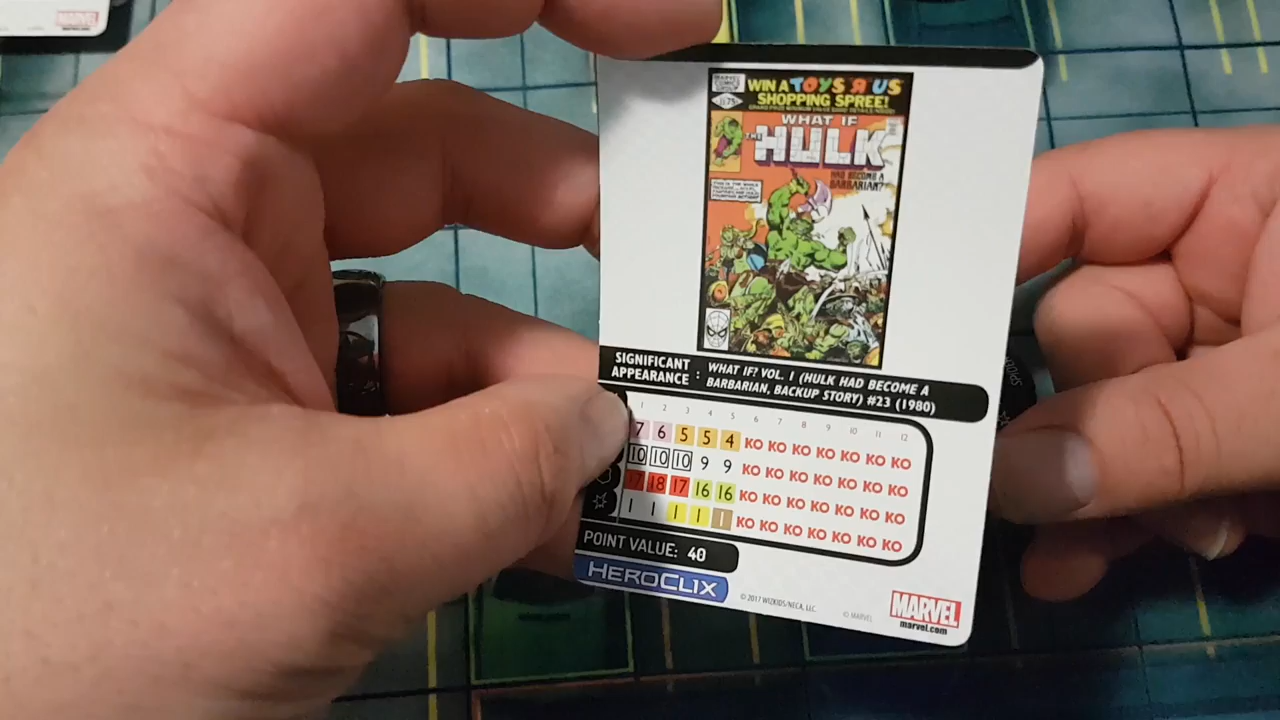 MARVEL
MARVEL COMICS
WIN A TOYS R US
SHOPPING SPREE!
WHAT IF
THE HULK
HAD BECOME A
BARBARIAN?
SIGNIFICANT
APPEARANCE :
WHAT IF? VOL. 1 (HULK HAD BECOME A
BARBARIAN, BACKUP STORY) #23 (1980)
1 2 3 4 5 6 7 8 9 10 11 12
7 6 5 5 4 KO KO KO KO KO KO KO
10 10 10 9 9 KO KO KO KO KO KO KO
17 18 17 16 16 KO KO KO KO KO KO KO
1 1 1 1 1 KO KO KO KO KO KO KO
POINT VALUE: 40
HEROCLIX
© 2017 WIZKIDS/NECA, LLC.
© MARVEL
MARVEL
marvel.com